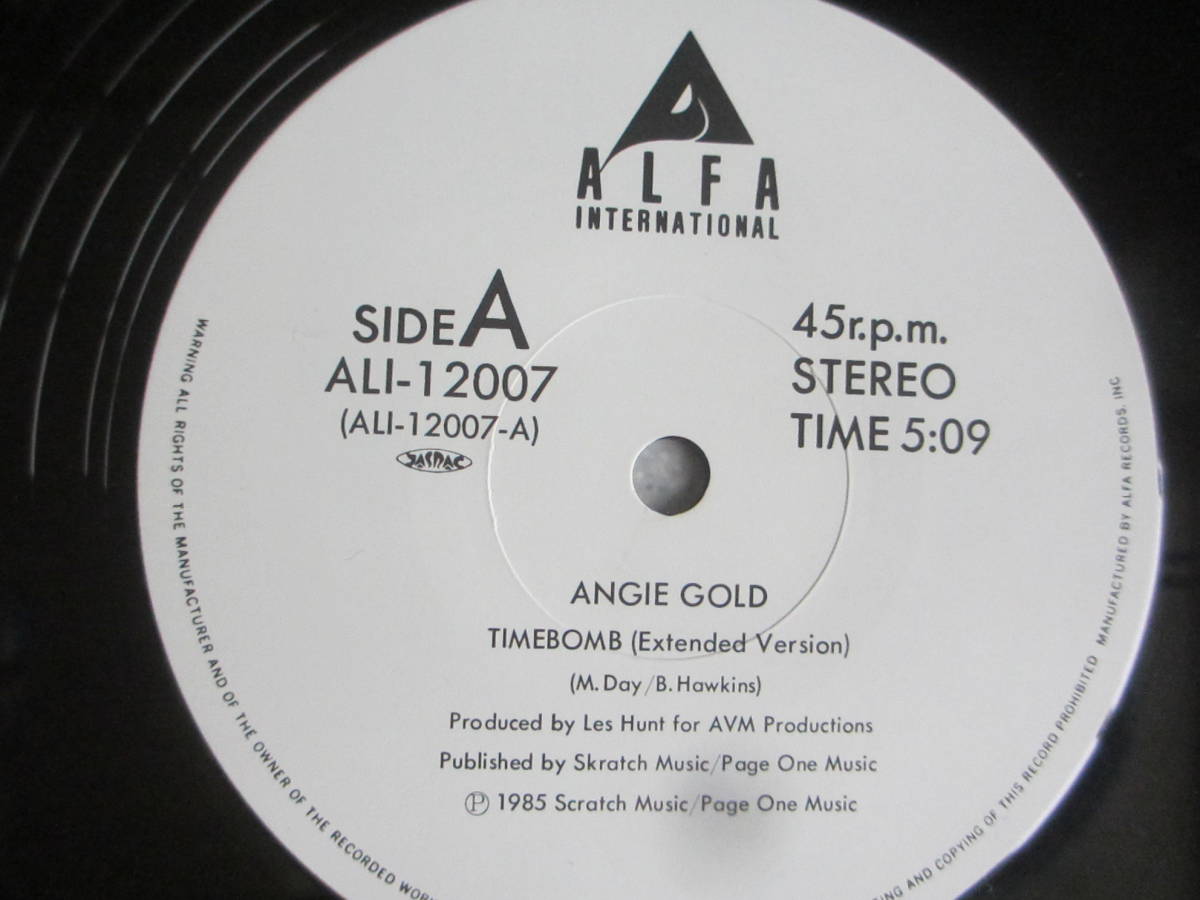 ALFA
INTERNATIONAL
SIDE A
ALI-12007
(ALI-12007-A)
JASRAC
45r.p.m.
STEREO
TIME 5:09
ANGIE GOLD
TIMEBOMB (Extended Version)
(M. Day/B. Hawkins)
Produced by Les Hunt for AVM Productions
Published by Skratch Music/Page One Music
Ⓟ 1985 Scratch Music/Page One Music
WARNING ALL RIGHTS OF THE MANUFACTURER AND OF THE OWNER OF THE RECORDED
AND COPYING OF THIS RECORD PROHIBITED MANUFACTURED BY ALFA RECORDS, INC